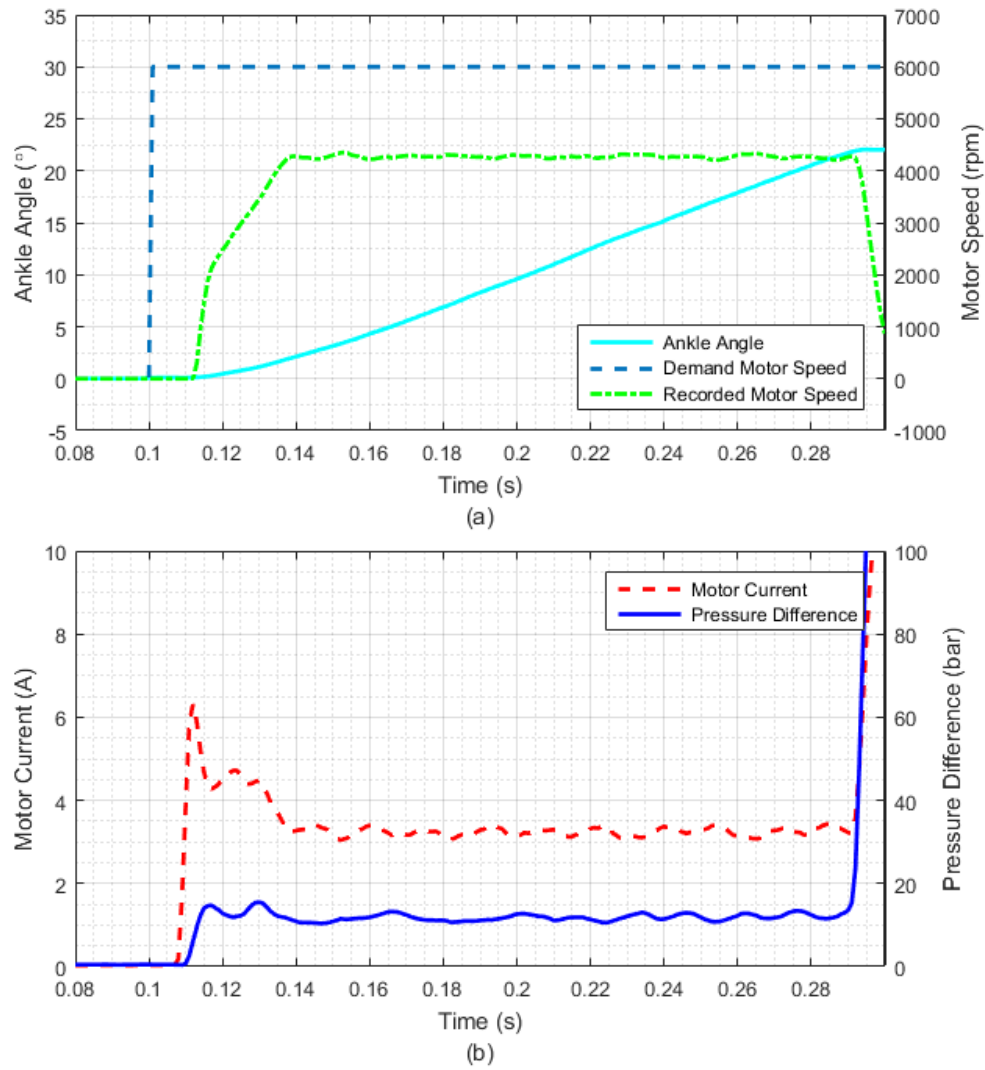 35
30
25
20
15
10
5
0
-5
7000
6000
5000
4000
3000
2000
1000
0
-1000
Ankle Angle (°)
Motor Speed (rpm)
Ankle Angle
Demand Motor Speed
Recorded Motor Speed
0.08 0.1 0.12 0.14 0.16 0.18 0.2 0.22 0.24 0.26 0.28
Time (s)
(a)
10
8
6
4
2
0
100
80
60
40
20
0
Motor Current (A)
Pressure Difference (bar)
Motor Current
Pressure Difference
0.08 0.1 0.12 0.14 0.16 0.18 0.2 0.22 0.24 0.26 0.28
Time (s)
(b)